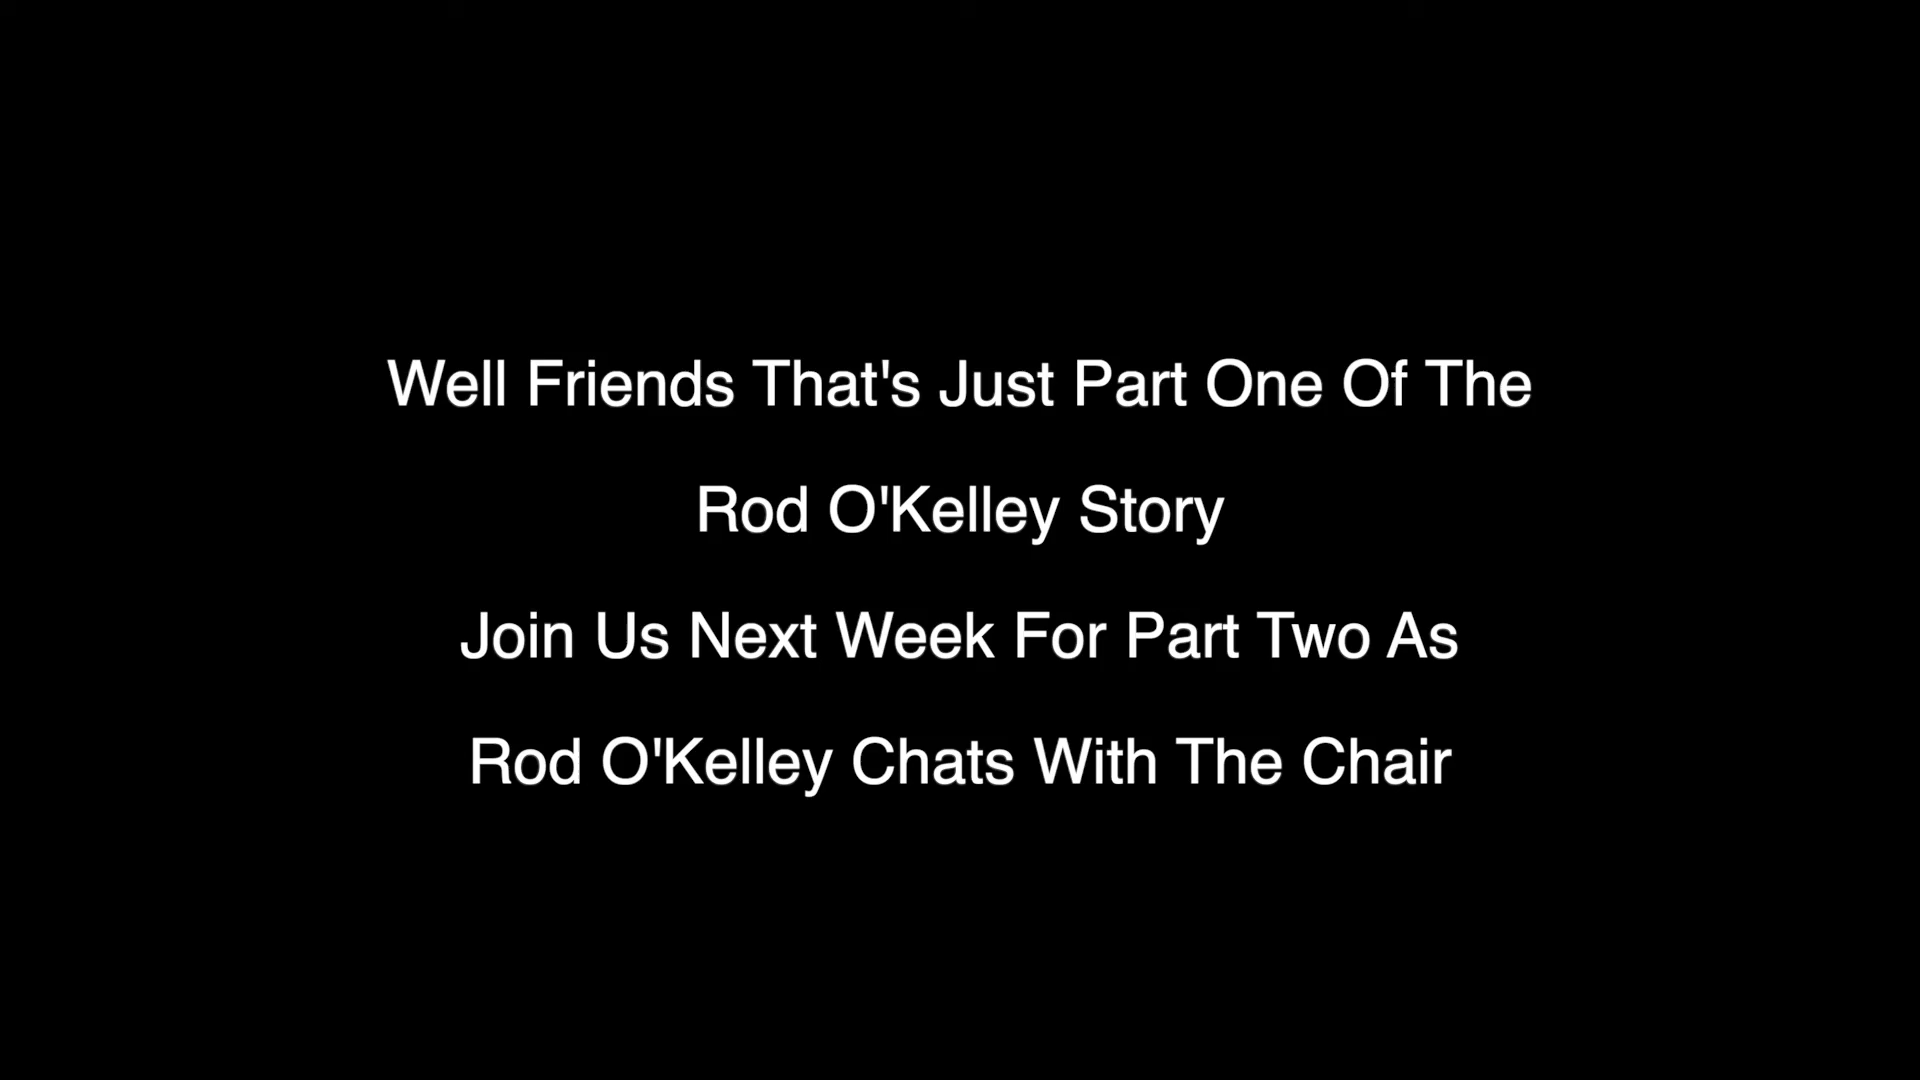 Well Friends That's Just Part One Of The
Rod O'Kelley Story
Join Us Next Week For Part Two As
Rod O'Kelley Chats With The Chair